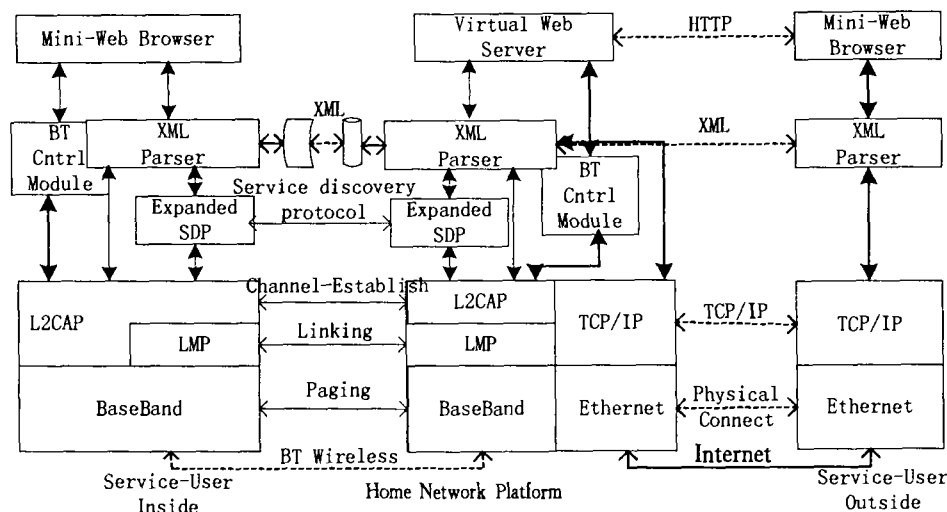 Mini-Web Browser
Virtual Web
Server
HTTP
Mini-Web
Browser
BT
Cntrl
Module
XML
Parser
XML
XML
Parser
BT
Cntrl
Module
XML
XML
Parser
Service discovery
protocol
Expanded
SDP
Expanded
SDP
Channel-Establish
L2CAP
LMP
BaseBand
Linking
Paging
L2CAP
LMP
BaseBand
TCP/IP
Ethernet
TCP/IP
Physical
Connect
TCP/IP
Ethernet
BT Wireless
Internet
Service-User
Inside
Home Network Platform
Service-User
Outside